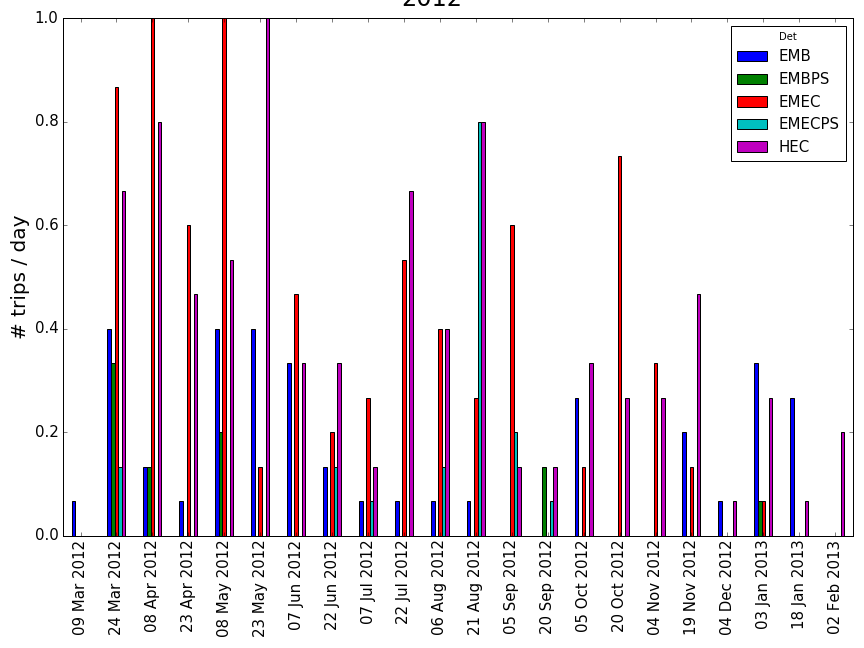 2012
1.0
0.8
0.6
0.4
0.2
0.0
# trips / day
Det
EMB
EMBPS
EMEC
EMECPS
HEC
09 Mar 2012
24 Mar 2012
08 Apr 2012
23 Apr 2012
08 May 2012
23 May 2012
07 Jun 2012
22 Jun 2012
07 Jul 2012
22 Jul 2012
06 Aug 2012
21 Aug 2012
05 Sep 2012
20 Sep 2012
05 Oct 2012
20 Oct 2012
04 Nov 2012
19 Nov 2012
04 Dec 2012
03 Jan 2013
18 Jan 2013
02 Feb 2013